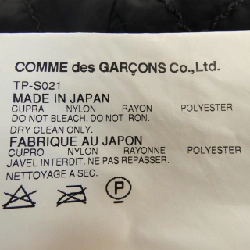 COMME des GARÇONS Co.,Ltd.
TP-S021
MADE IN JAPAN
CUPRA NYLON RAYON POLYESTER
DO NOT BLEACH. DO NOT IRON.
DRY CLEAN ONLY.
FABRIQUE AU JAPON
CUPRO NYLON RAYONNE POLYESTER
JAVEL INTERDIT. NE PAS REPASSER.
NETTOYAGE A SEC.
P